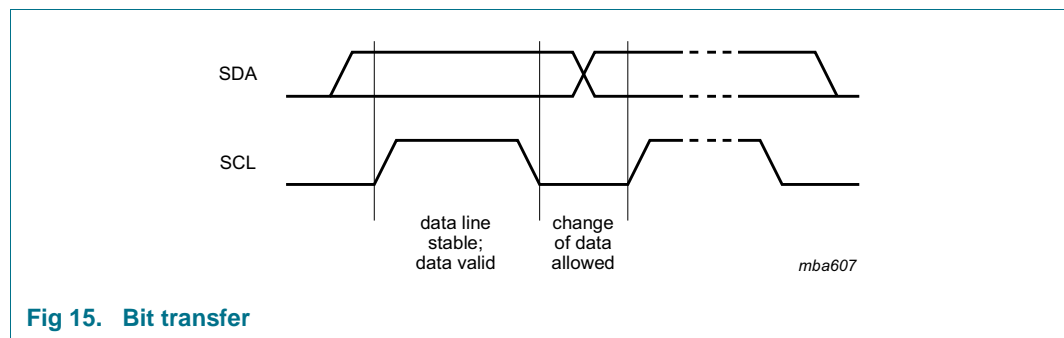 SDA
SCL
data line
stable;
data valid
change
of data
allowed
mba607
Fig 15. Bit transfer